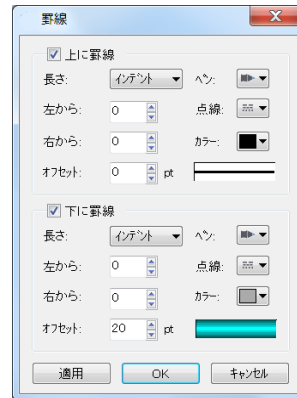 罫線
上に罫線
長さ: インデント ペン:
左から: 0 点線:
右から: 0 カラー:
オフセット: 0 pt
下に罫線
長さ: インデント ペン:
左から: 0 点線:
右から: 0 カラー:
オフセット: 20 pt
適用 OK キャンセル